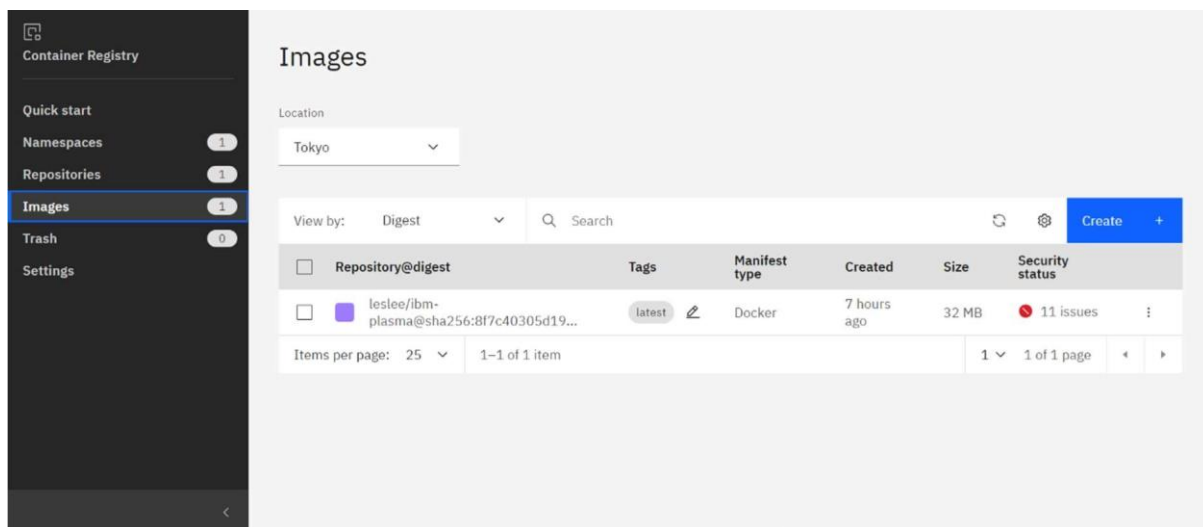 Container Registry
Quick start
Namespaces 1
Repositories 1
Images 1
Trash 0
Settings
Images
Location
Tokyo
View by: Digest Search Create +
Repository@digest Tags Manifest type Created Size Security status
leslee/ibm-
plasma@sha256:8f7c40305d19... latest Docker 7 hours ago 32 MB 11 issues
Items per page: 25 1–1 of 1 item 1 1 of 1 page